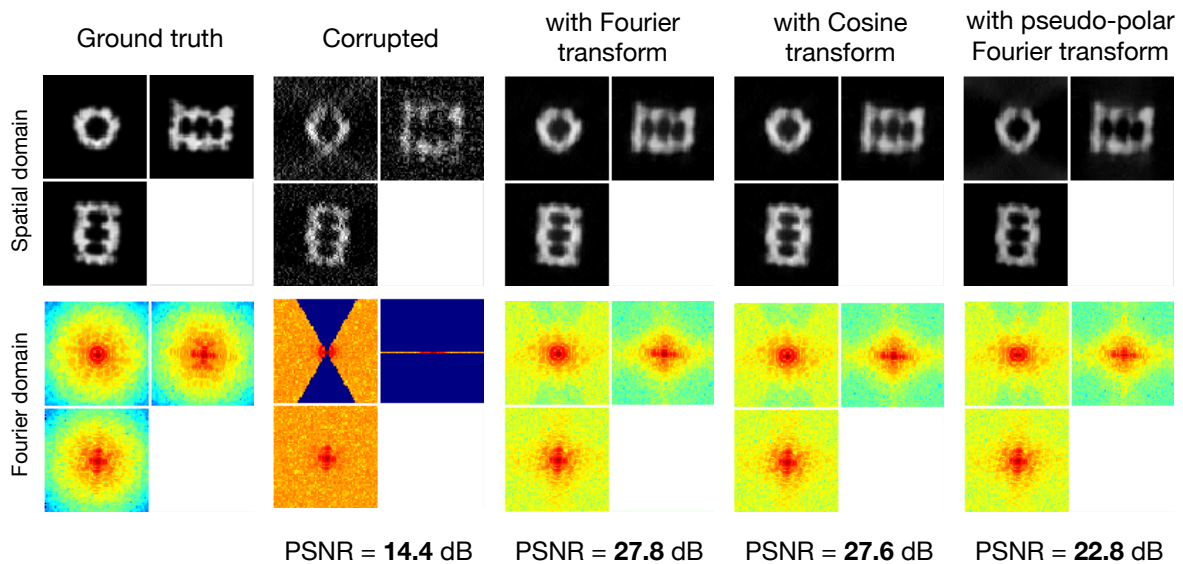 Ground truth
Corrupted
with Fourier
transform
with Cosine
transform
with pseudo-polar
Fourier transform
Spatial domain
Fourier domain
PSNR = 14.4 dB
PSNR = 27.8 dB
PSNR = 27.6 dB
PSNR = 22.8 dB